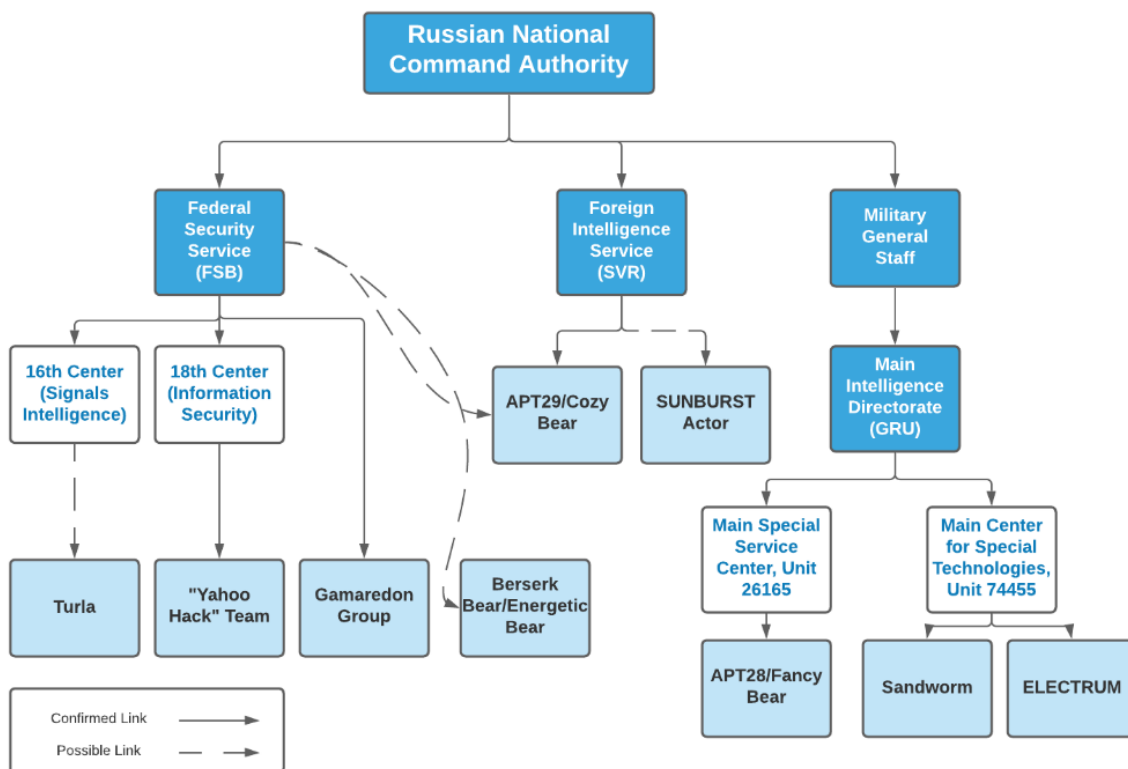 Russian National
Command Authority
Federal
Security
Service
(FSB)
Foreign
Intelligence
Service
(SVR)
Military
General
Staff
16th Center
(Signals
Intelligence)
18th Center
(Information
Security)
APT29/Cozy
Bear
SUNBURST
Actor
Main
Intelligence
Directorate
(GRU)
Main Special
Service
Center, Unit
26165
Main Center
for Special
Technologies,
Unit 74455
Turla
"Yahoo
Hack" Team
Gamaredon
Group
Berserk
Bear/Energetic
Bear
APT28/Fancy
Bear
Sandworm
ELECTRUM
Confirmed Link
Possible Link